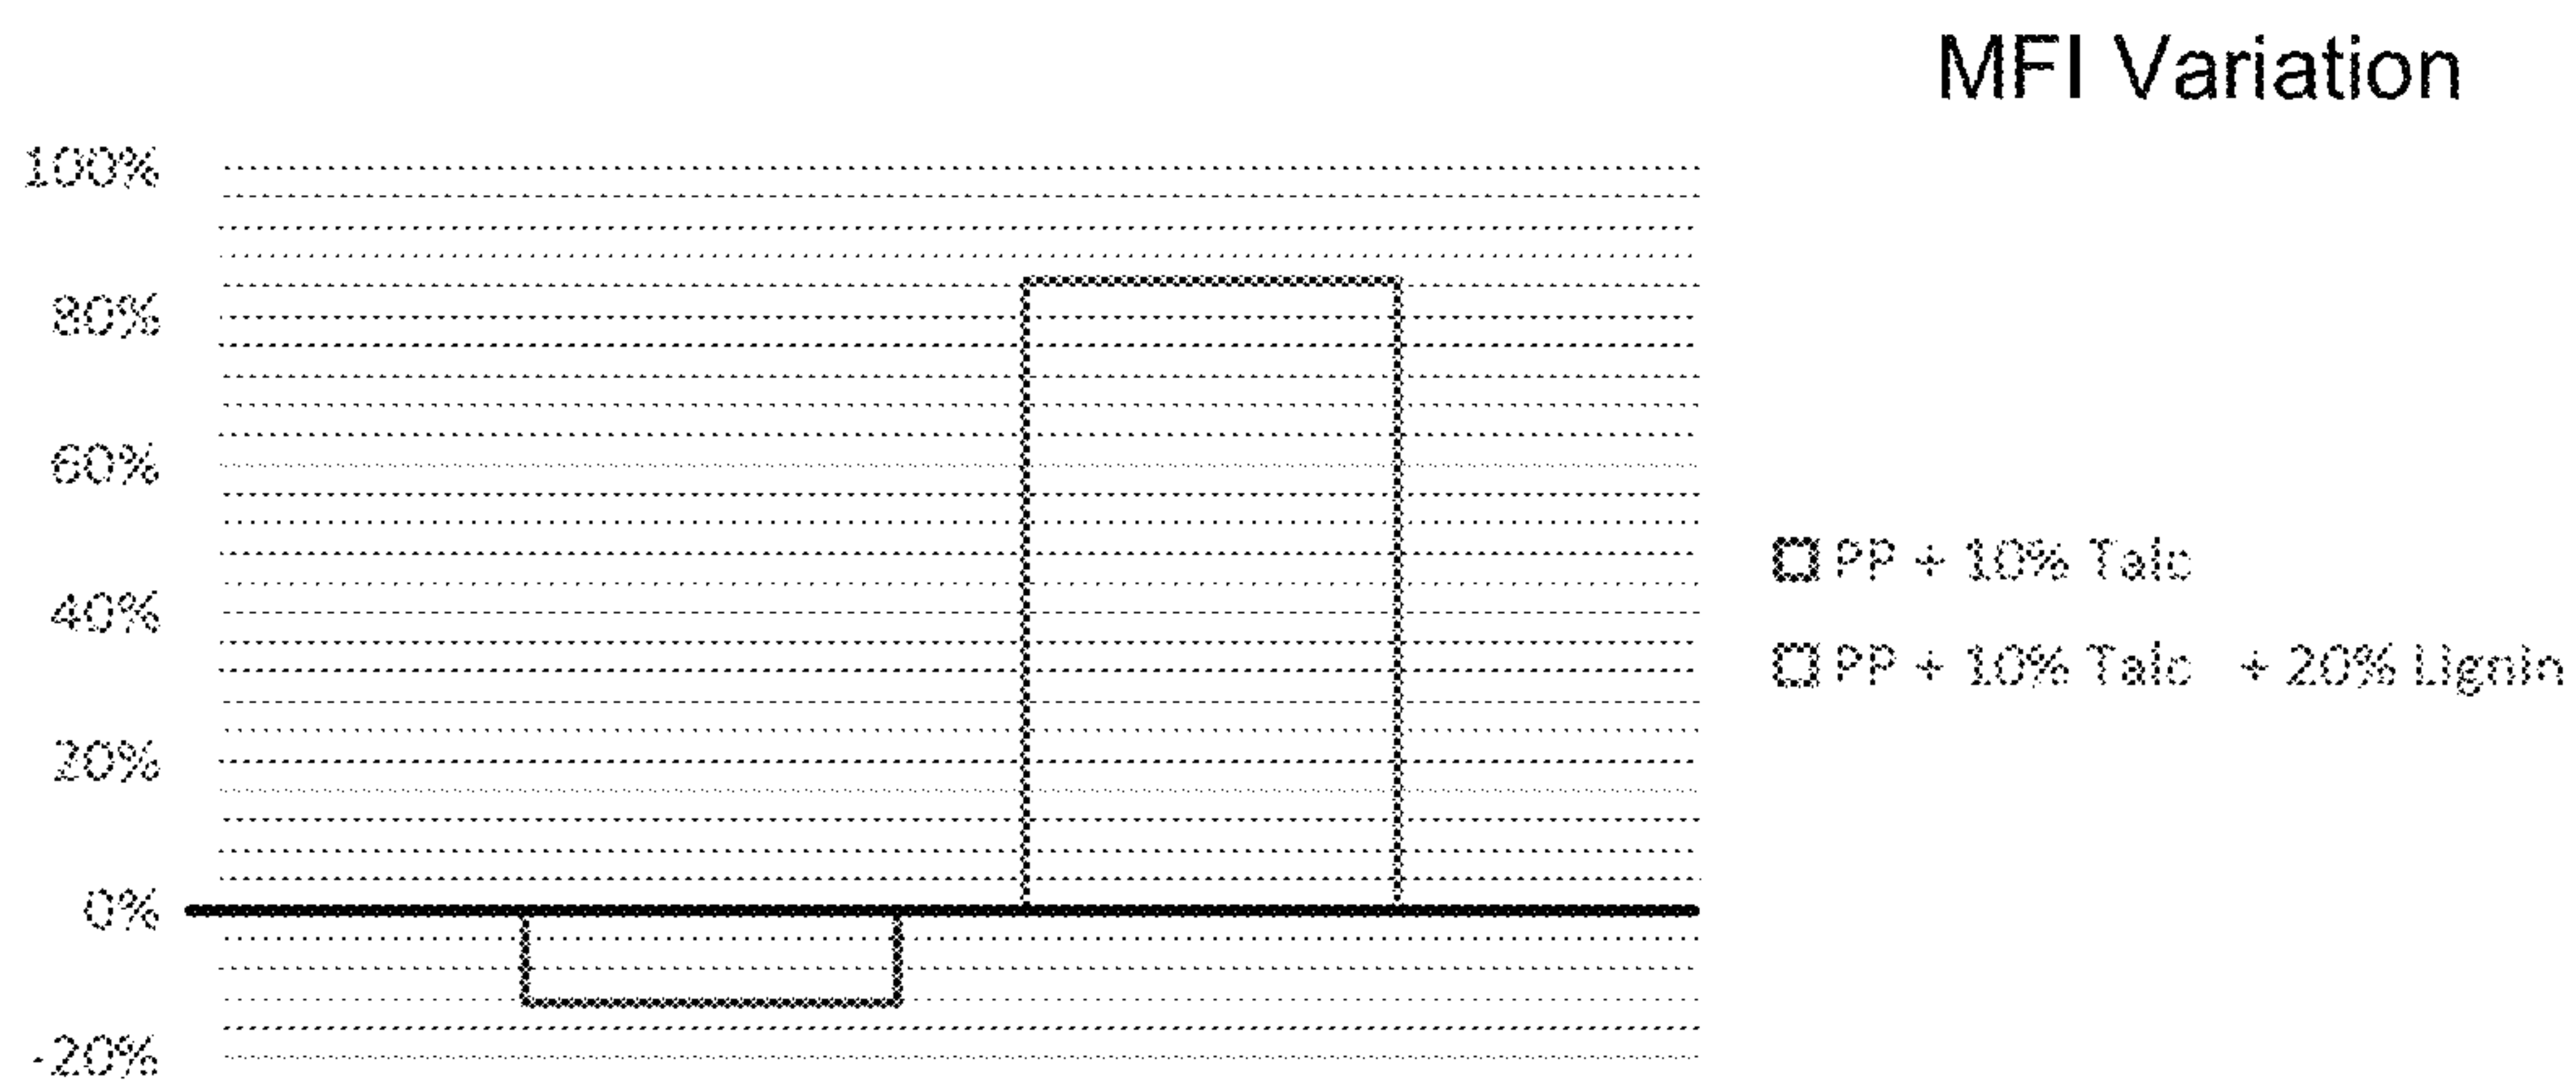 MFI Variation
100%
80%
60%
40%
20%
0%
-20%
PP + 10% Talc
PP + 10% Talc + 20% Lignin